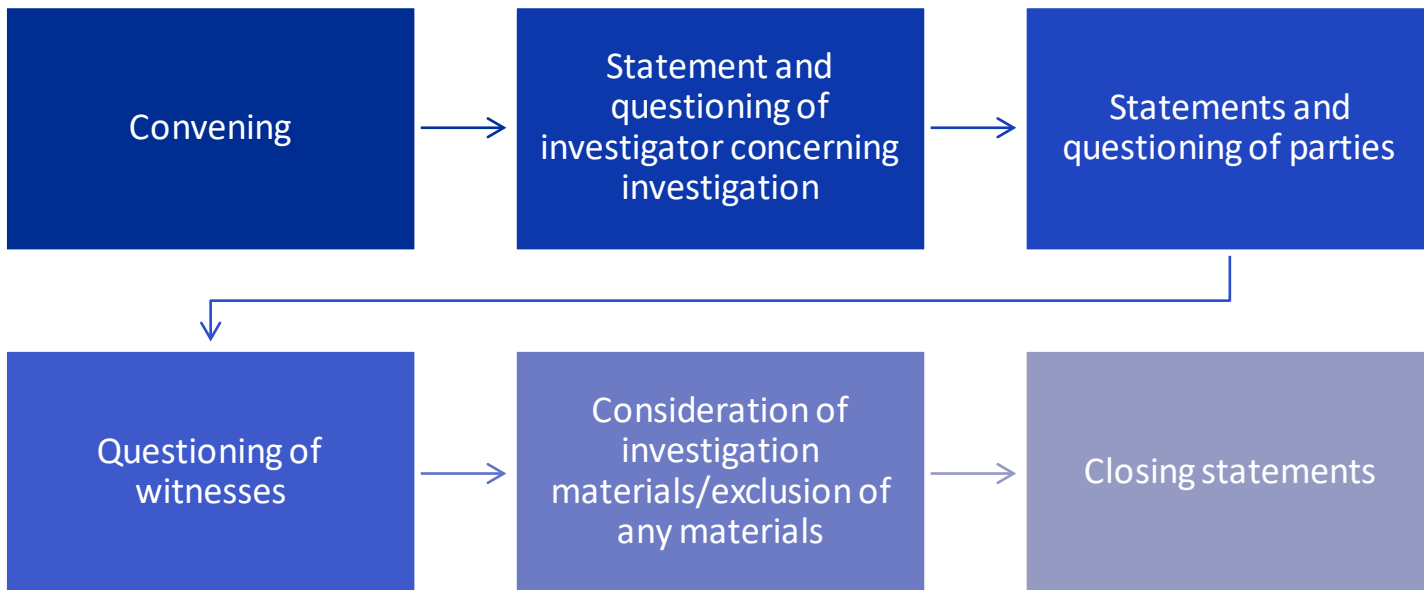 Convening
Statement and
questioning of
investigator concerning
investigation
Statements and
questioning of parties
Questioning of
witnesses
Consideration of
investigation
materials/exclusion of
any materials
Closing statements